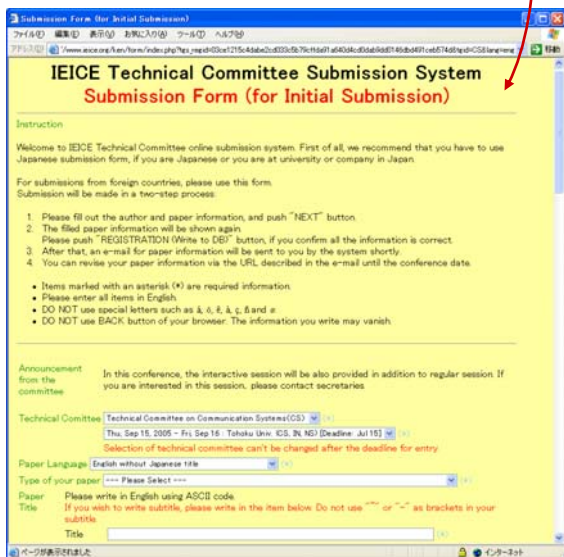 Submission Form (for Initial Submission)
ファイル(F) 編集(E) 表示(V) お気に入り(A) ツール(T) ヘルプ(H)
アドレス(D)
移動
IEICE Technical Committee Submission System
Submission Form (for Initial Submission)
Instruction
Welcome to IEICE Technical Committee online submission system. First of all, we recommend that you have to use
Japanese submission form, if you are Japanese or you are at university or company in Japan.
For submissions from foreign countries, please use this form.
Submission will be made in a two-step process.
1. Please fill out the author and paper information, and push "NEXT" button.
2. The filled paper information will be shown again.
Please push "REGISTRATION (Write to DB)" button, if you confirm all the information is correct.
3. After that, an e-mail for paper information will be sent to you by the system shortly.
4. You can revise your paper information via the URL described in the e-mail until the conference date.
• Items marked with an asterisk (*) are required information.
• Please enter all items in English.
• DO NOT use special letters such as
• DO NOT use BACK button of your browser. The information you write may vanish.
Announcement from the committee
In this conference, the interactive session will be also provided in addition to regular session. If
you are interested in this session, please contact secretaries.
Technical Comittee Technical Committee on Communication Systems(CS) (*)
Thu, Sep 15, 2005 - Fri, Sep 16 : Tohoku Univ. (CS, IN, NS) [Deadline: Jul 15] (*)
Selection of technical committee can't be changed after the deadline for entry
Paper Language English without Japanese title (*)
Type of your paper --- Please Select --- (*)
Paper Title
Please write in English using ASCII code.
If you wish to write subtitle, please write in the item below. Do not use "~" or "-" as brackets in your
subtitle.
Title (*)
ページが表示されました
インターネット